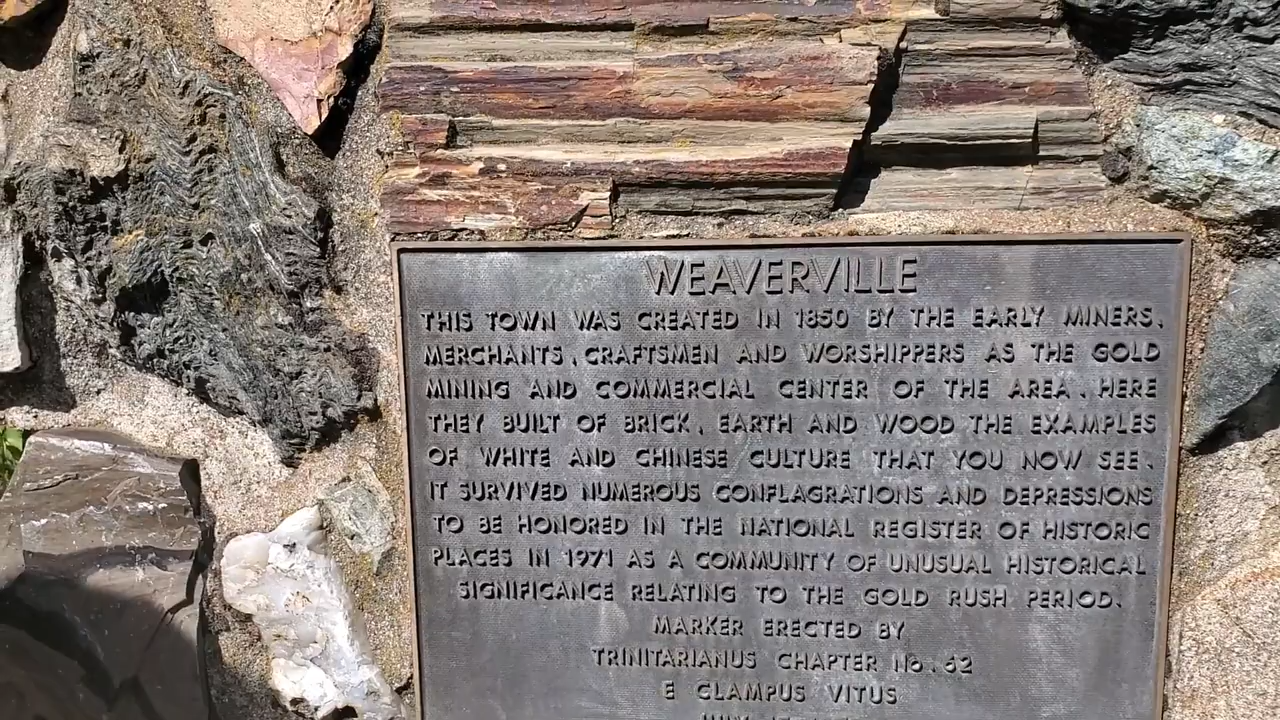 WEAVERVILLE
THIS TOWN WAS CREATED IN 1850 BY THE EARLY MINERS,
MERCHANTS, CRAFTSMEN AND WORSHIPPERS AS THE GOLD
MINING AND COMMERCIAL CENTER OF THE AREA. HERE
THEY BUILT OF BRICK, EARTH AND WOOD THE EXAMPLES
OF WHITE AND CHINESE CULTURE THAT YOU NOW SEE.
IT SURVIVED NUMEROUS CONFLAGRATIONS AND DEPRESSIONS
TO BE HONORED IN THE NATIONAL REGISTER OF HISTORIC
PLACES IN 1971 AS A COMMUNITY OF UNUSUAL HISTORICAL
SIGNIFICANCE RELATING TO THE GOLD RUSH PERIOD.
MARKER ERECTED BY
TRINITARIANUS CHAPTER No. 62
E CLAMPUS VITUS